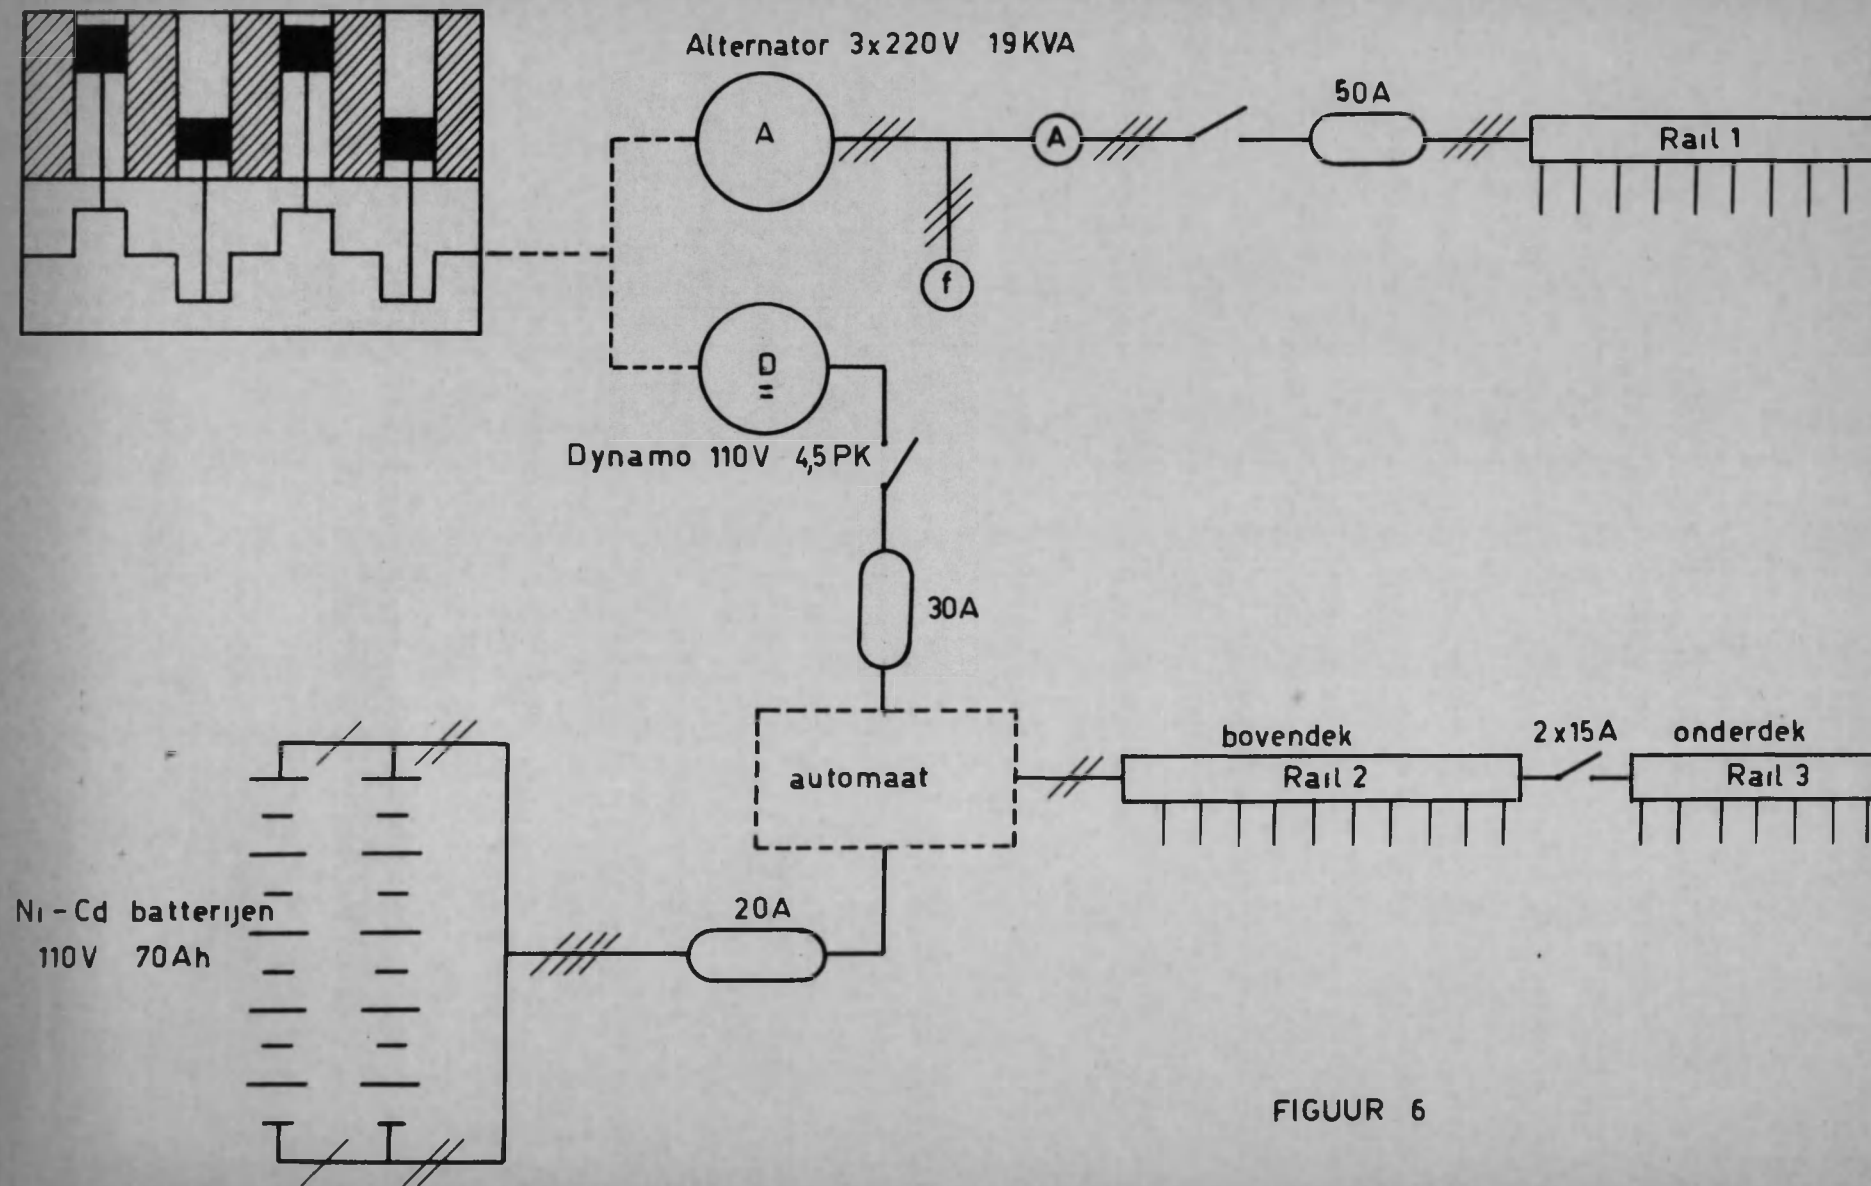 Alternator 3x220V 19KVA
A
A
50A
Rail 1
f
D
Dynamo 110V 4,5PK
30A
automaat
bovendek
Rail 2
2x15A
onderdek
Rail 3
20A
Ni-Cd batterijen
110V 70Ah
FIGUUR 6